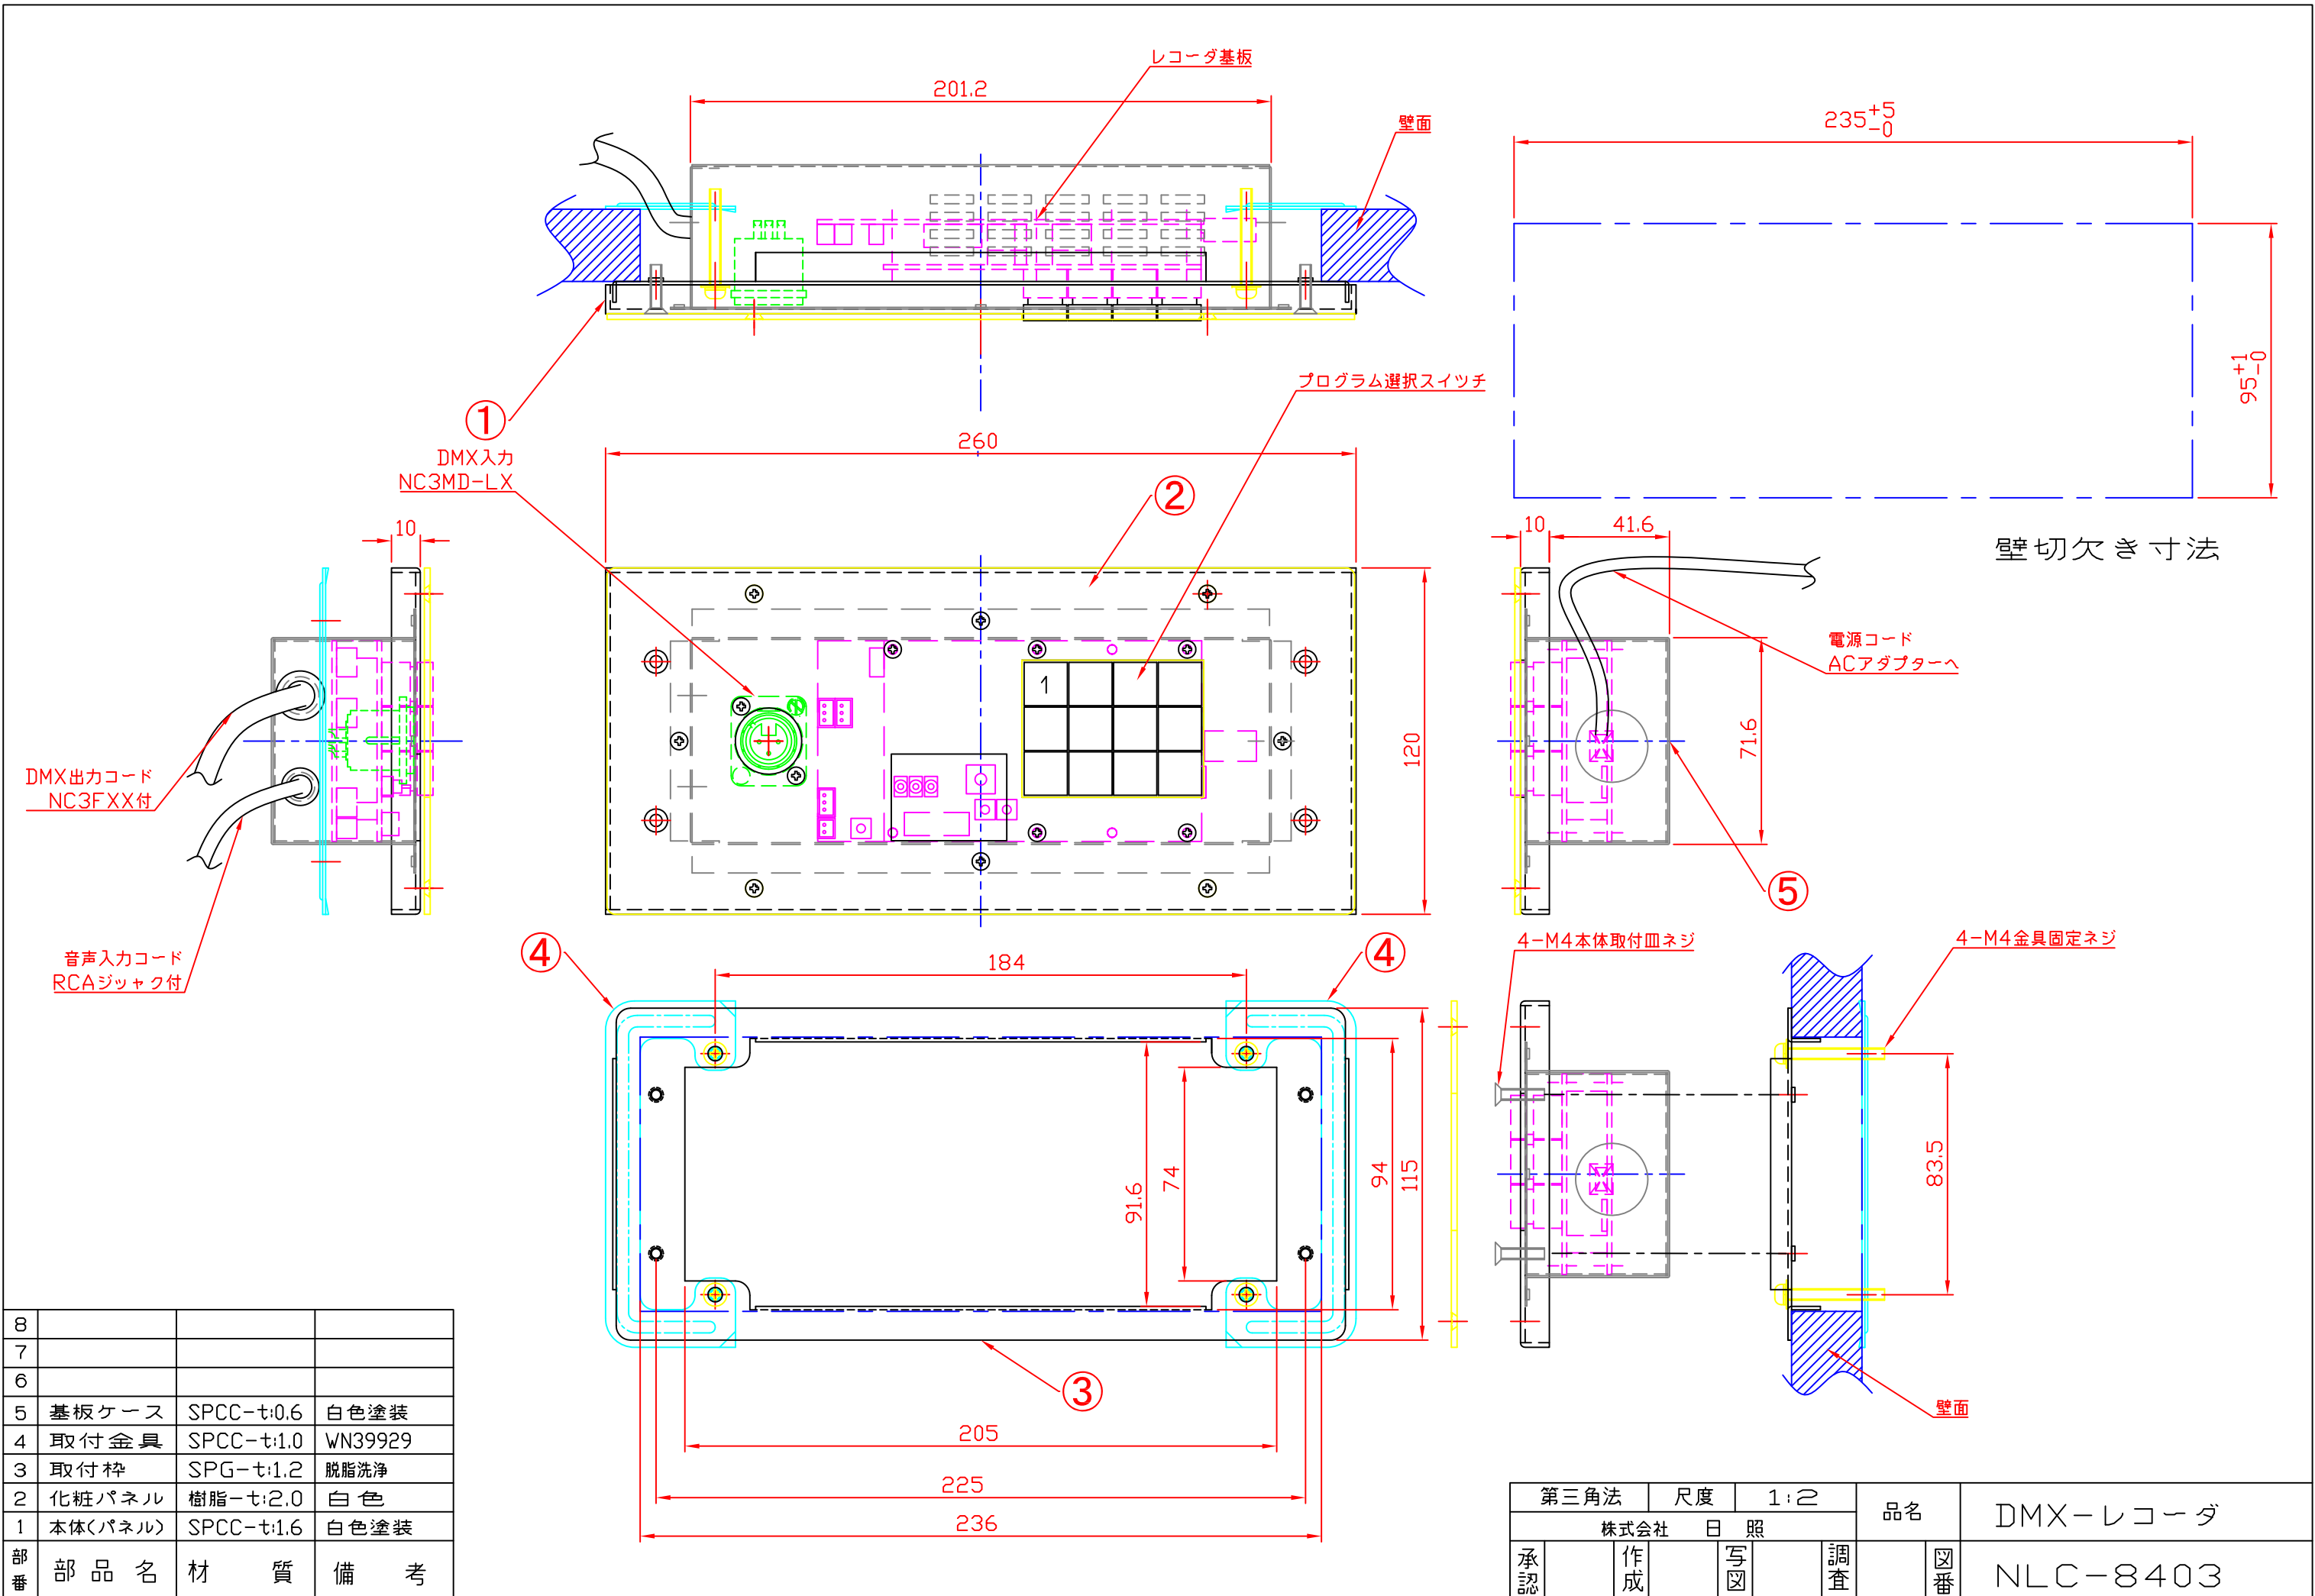 レコーダ基板
201.2
壁面
235+5-0
95+1-0
壁切欠き寸法
①
プログラム選択スイッチ
260
DMX入力
NC3MD-LX
②
10
1
120
DMX出力コード
NC3FXX付
音声入力コード
RCAジャック付
10
41.6
電源コード
ACアダプターへ
71.6
⑤
④
④
184
91.6
74
94
115
③
205
225
236
4-M4本体取付皿ネジ
4-M4金具固定ネジ
83.5
壁面
8
7
6
5 基板ケース SPCC-t:0.6 白色塗装
4 取付金具 SPCC-t:1.0 WN39929
3 取付枠 SPG-t:1.2 脱脂洗浄
2 化粧パネル 樹脂-t:2.0 白色
1 本体(パネル) SPCC-t:1.6 白色塗装
部番 部品名 材質 備考
第三角法 尺度 1:2 品名 DMX-レコーダ
株式会社 日照
承認 作成 写図 調査 図番 NLC-8403